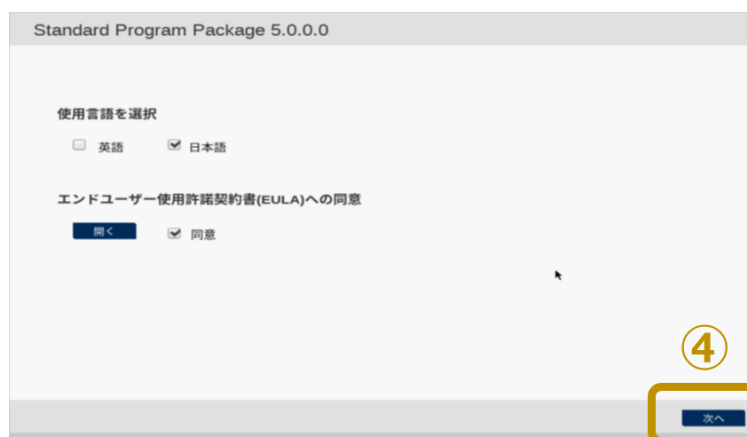 Standard Program Package 5.0.0.0
使用言語を選択
英語 日本語
エンドユーザー使用許諾契約書(EULA)への同意
開く 同意
④
次へ